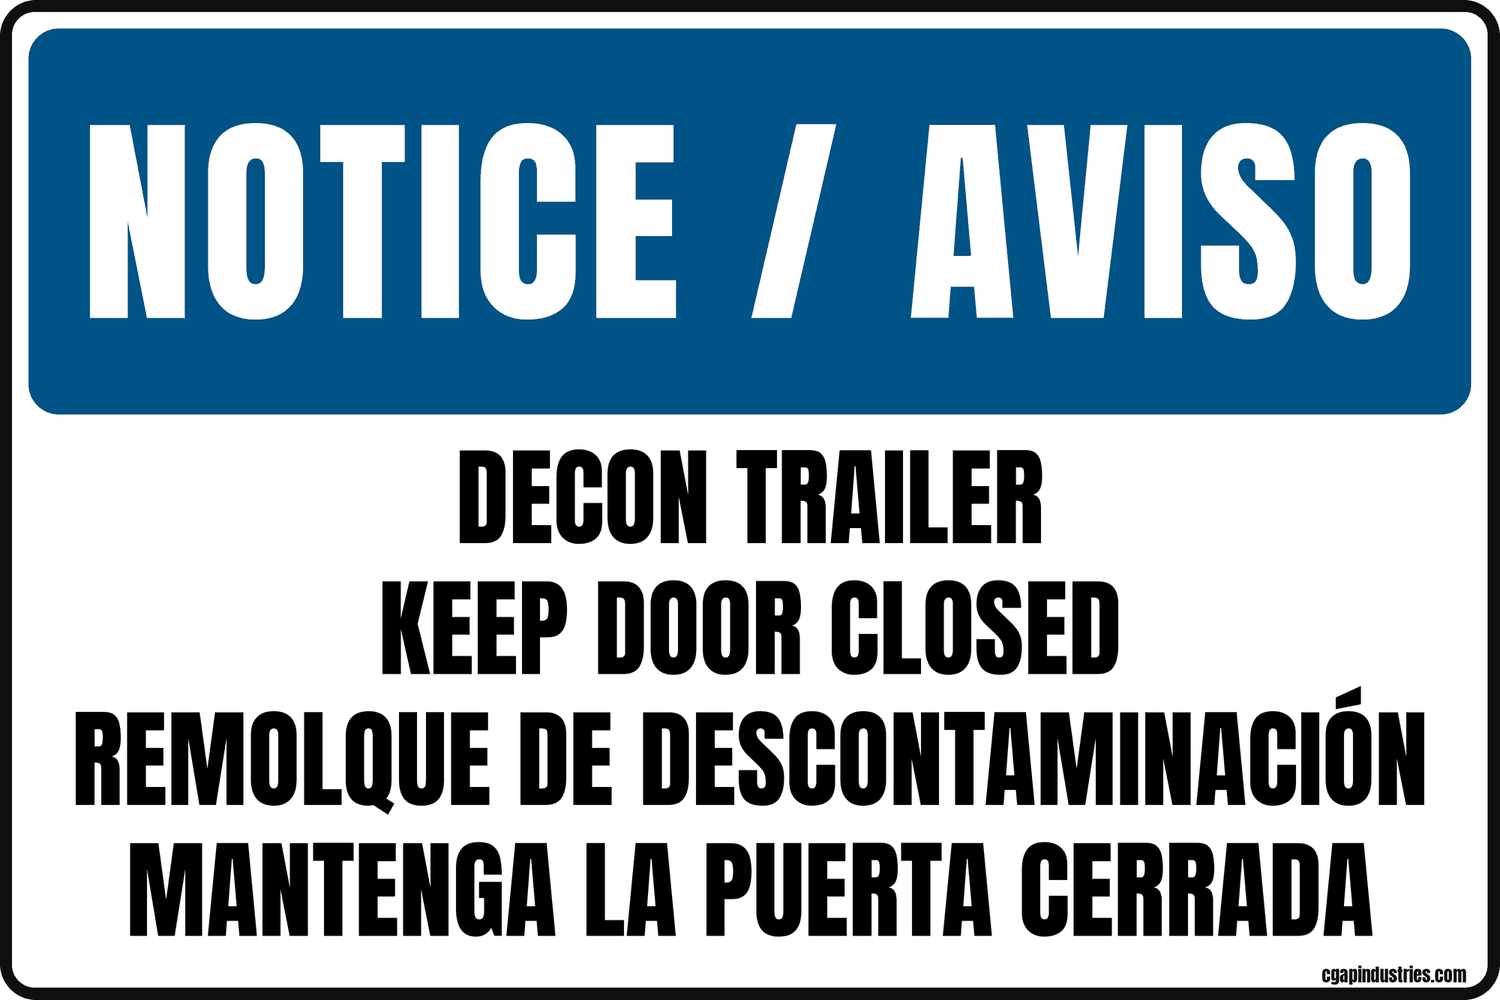 NOTICE / AVISO
DECON TRAILER
KEEP DOOR CLOSED
REMOLQUE DE DESCONTAMINACIÓN
MANTENGA LA PUERTA CERRADA
cgapindustries.com